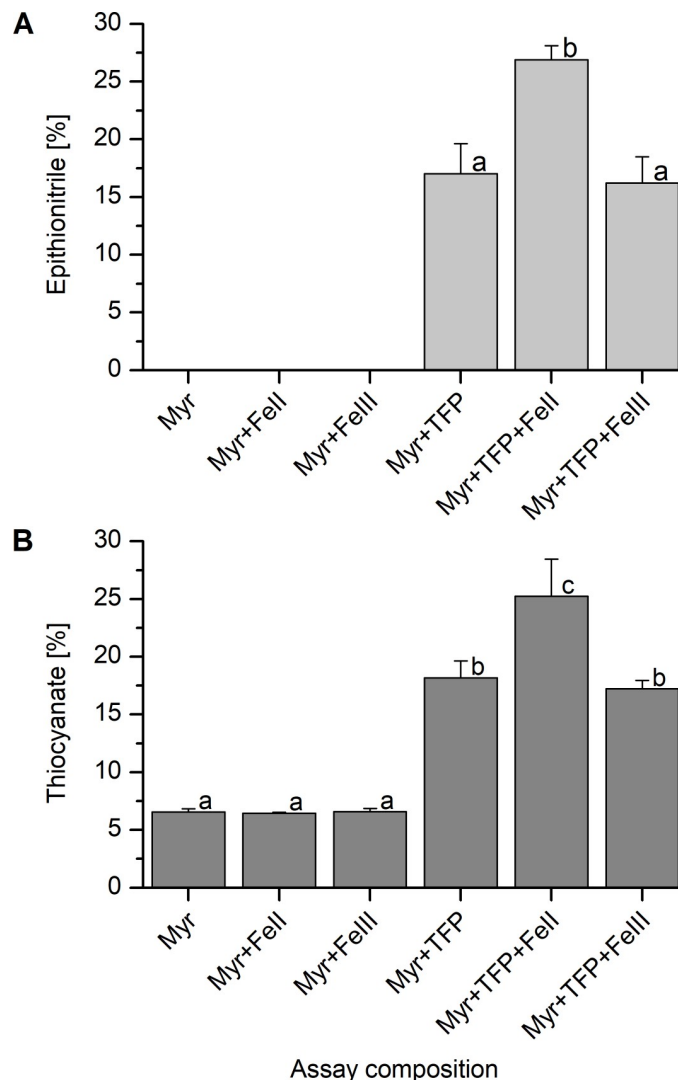 A
Epithionitrile [%]
30
25
20
15
10
5
0
a
b
a
Myr
Myr+FeII
Myr+FeIII
Myr+TFP
Myr+TFP+FeII
Myr+TFP+FeIII
B
Thiocyanate [%]
30
25
20
15
10
5
0
a
a
a
b
c
b
Myr
Myr+FeII
Myr+FeIII
Myr+TFP
Myr+TFP+FeII
Myr+TFP+FeIII
Assay composition